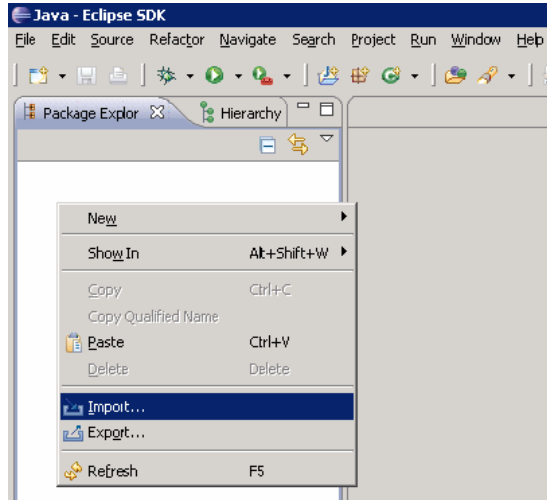 Java - Eclipse SDK
File Edit Source Refactor Navigate Search Project Run Window Help
Package Explor Hierarchy
New
Show In Alt+Shift+W
Copy Ctrl+C
Copy Qualified Name
Paste Ctrl+V
Delete Delete
Import...
Export...
Refresh F5